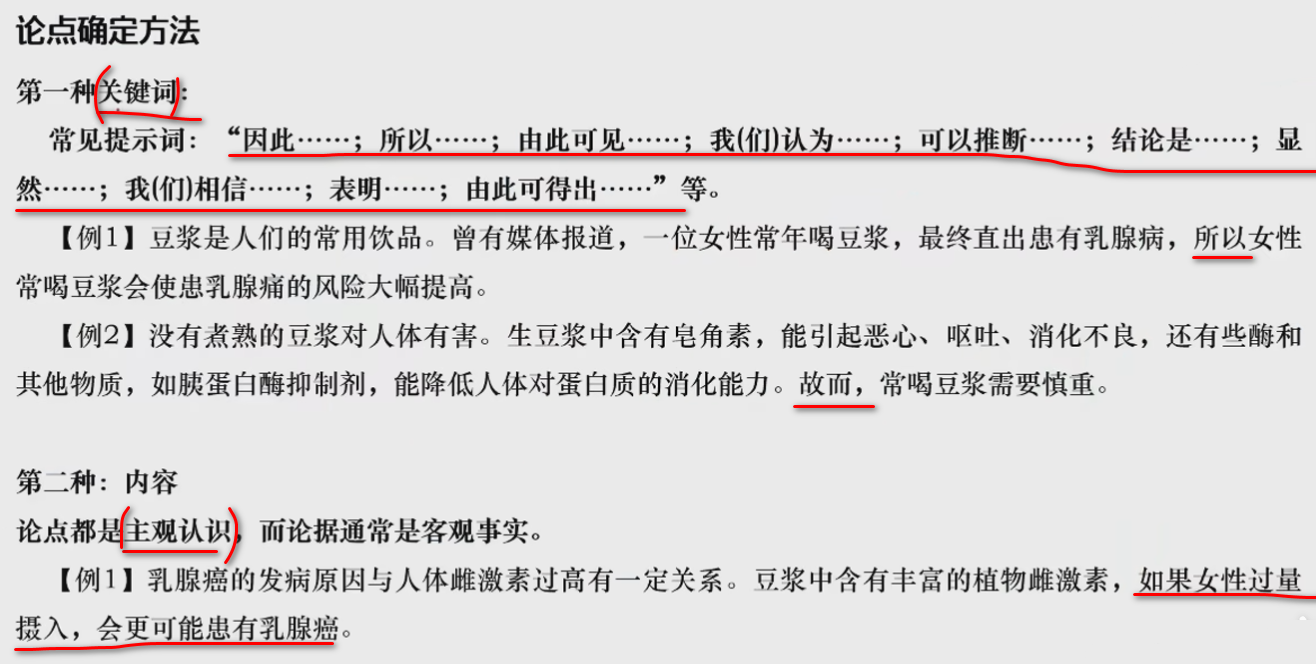 论点确定方法
第一种关键词：
常见提示词：“因此……；所以……；由此可见……；我(们)认为……；可以推断……；结论是……；显
然……；我(们)相信……；表明……；由此可得出……”等。
【例1】豆浆是人们的常用饮品。曾有媒体报道，一位女性常年喝豆浆，最终直出患有乳腺病，所以女性
常喝豆浆会使患乳腺痛的风险大幅提高。
【例2】没有煮熟的豆浆对人体有害。生豆浆中含有皂角素，能引起恶心、呕吐、消化不良，还有些酶和
其他物质，如胰蛋白酶抑制剂，能降低人体对蛋白质的消化能力。故而，常喝豆浆需要慎重。
第二种：内容
论点都是主观认识，而论据通常是客观事实。
【例1】乳腺癌的发病原因与人体雌激素过高有一定关系。豆浆中含有丰富的植物雌激素，如果女性过量
摄入，会更可能患有乳腺癌。